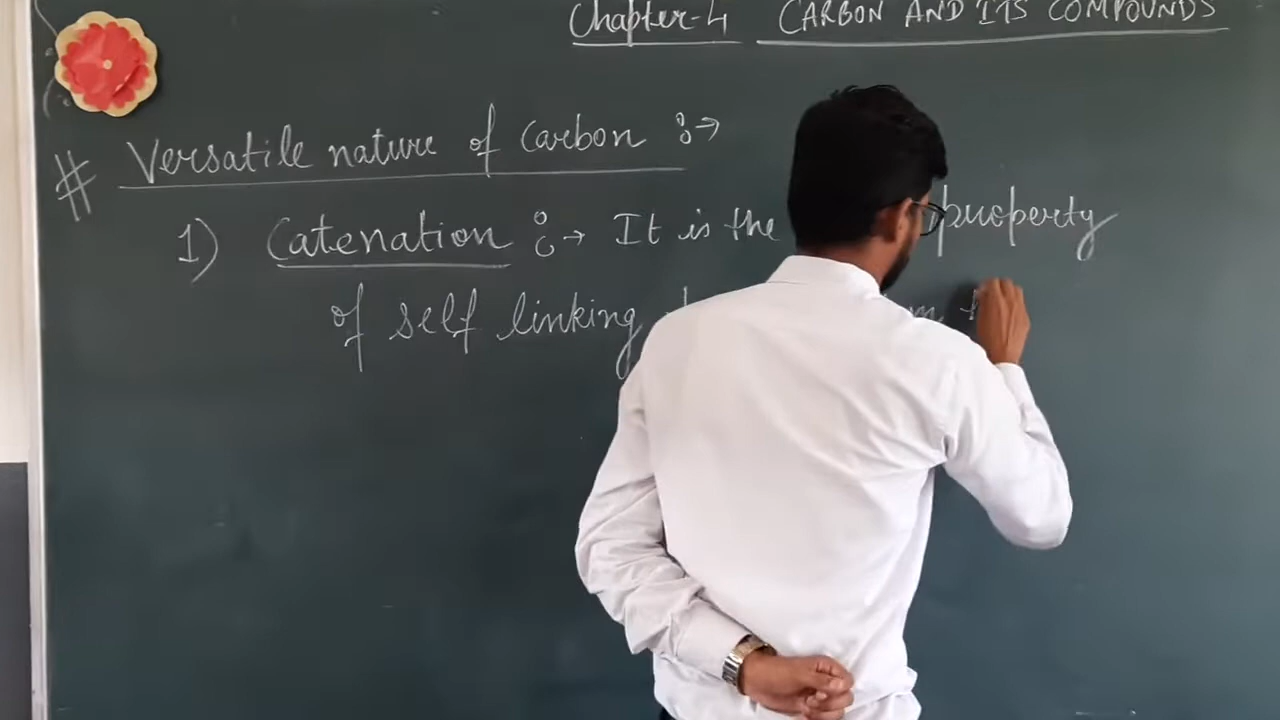 Chapter-4 CARBON AND ITS COMPOUNDS
# Versatile nature of carbon :→
1) Catenation :→ It is the property
of self linking